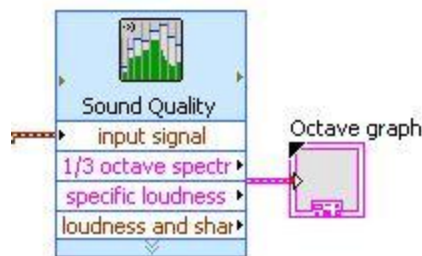 Sound Quality
Octave graph
input signal
1/3 octave spectr
specific loudness
loudness and shar